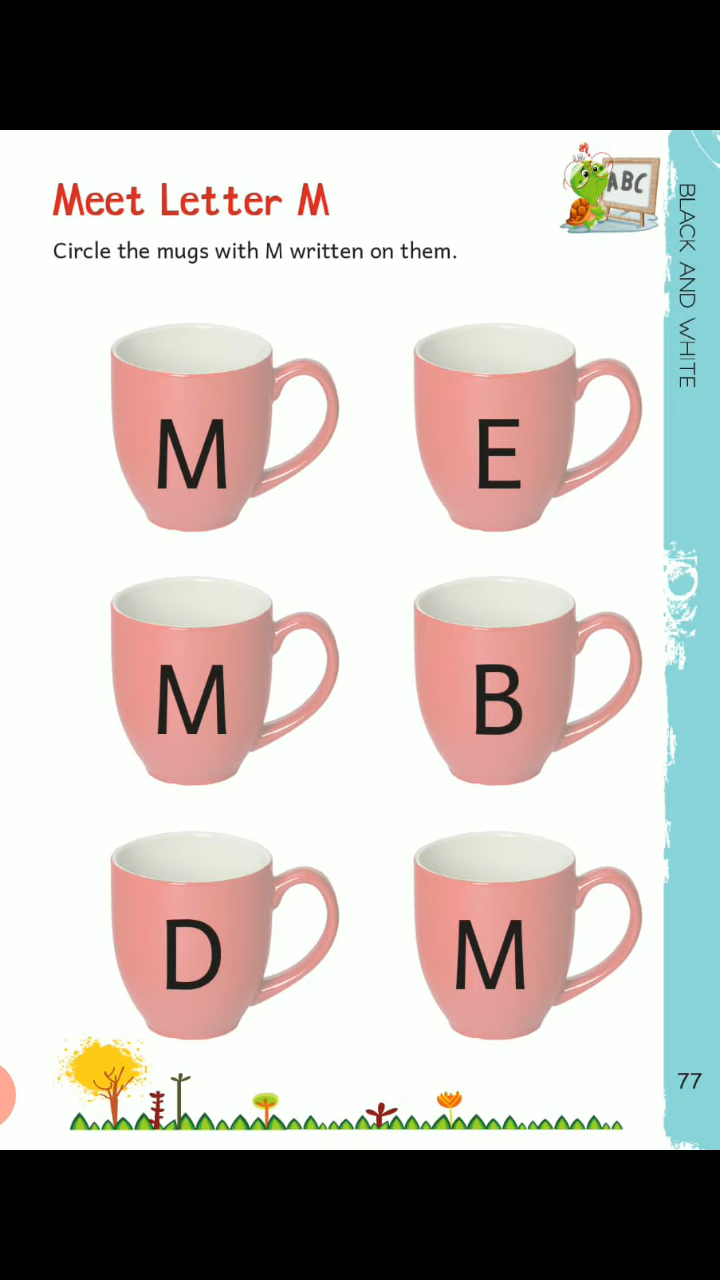 Meet Letter M
ABC
Circle the mugs with M written on them.
BLACK AND WHITE
M
E
M
B
D
M
77